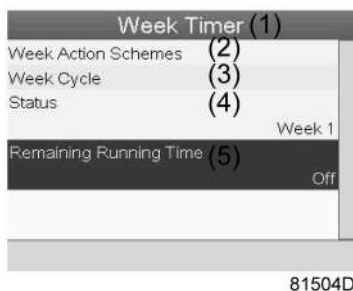 Week Timer (1)
Week Action Schemes (2)
Week Cycle (3)
Status (4)
Week 1
Remaining Running Time (5)
Off
81504D